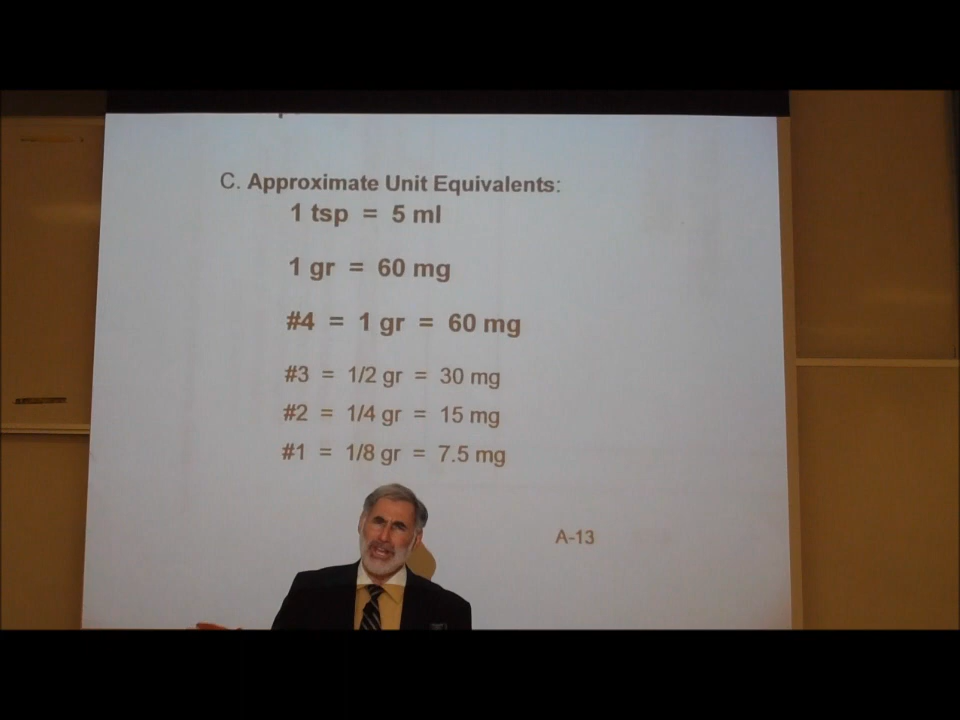 C. Approximate Unit Equivalents:
1 tsp = 5 ml
1 gr = 60 mg
#4 = 1 gr = 60 mg
#3 = 1/2 gr = 30 mg
#2 = 1/4 gr = 15 mg
#1 = 1/8 gr = 7.5 mg
A-13